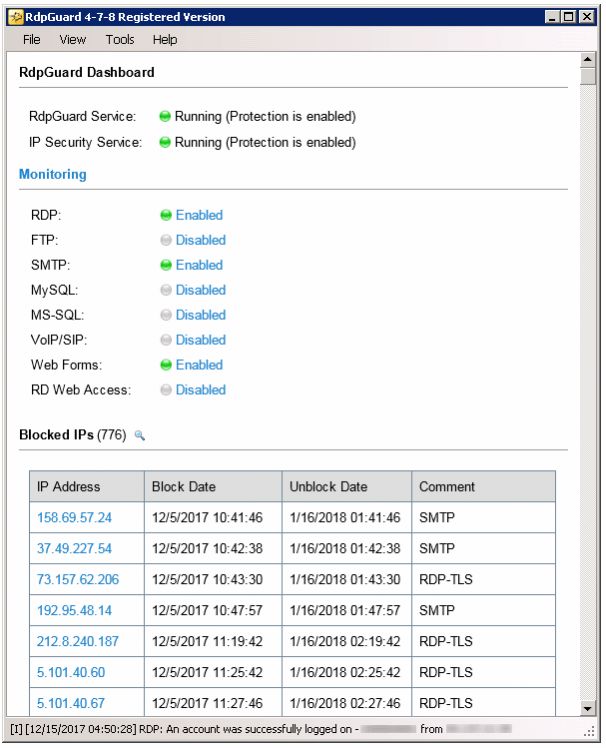 RdpGuard 4-7-8 Registered Version
File View Tools Help
RdpGuard Dashboard
RdpGuard Service: Running (Protection is enabled)
IP Security Service: Running (Protection is enabled)
Monitoring
RDP: Enabled
FTP: Disabled
SMTP: Enabled
MySQL: Disabled
MS-SQL: Disabled
VoIP/SIP: Disabled
Web Forms: Enabled
RD Web Access: Disabled
Blocked IPs (776)
IP Address Block Date Unblock Date Comment
158.69.57.24 12/5/2017 10:41:46 1/16/2018 01:41:46 SMTP
37.49.227.54 12/5/2017 10:42:38 1/16/2018 01:42:38 SMTP
73.157.62.206 12/5/2017 10:43:30 1/16/2018 01:43:30 RDP-TLS
192.95.48.14 12/5/2017 10:47:57 1/16/2018 01:47:57 SMTP
212.8.240.187 12/5/2017 11:19:42 1/16/2018 02:19:42 RDP-TLS
5.101.40.60 12/5/2017 11:25:42 1/16/2018 02:25:42 RDP-TLS
5.101.40.67 12/5/2017 11:27:46 1/16/2018 02:27:46 RDP-TLS
[I] [12/15/2017 04:50:28] RDP: An account was successfully logged on - from